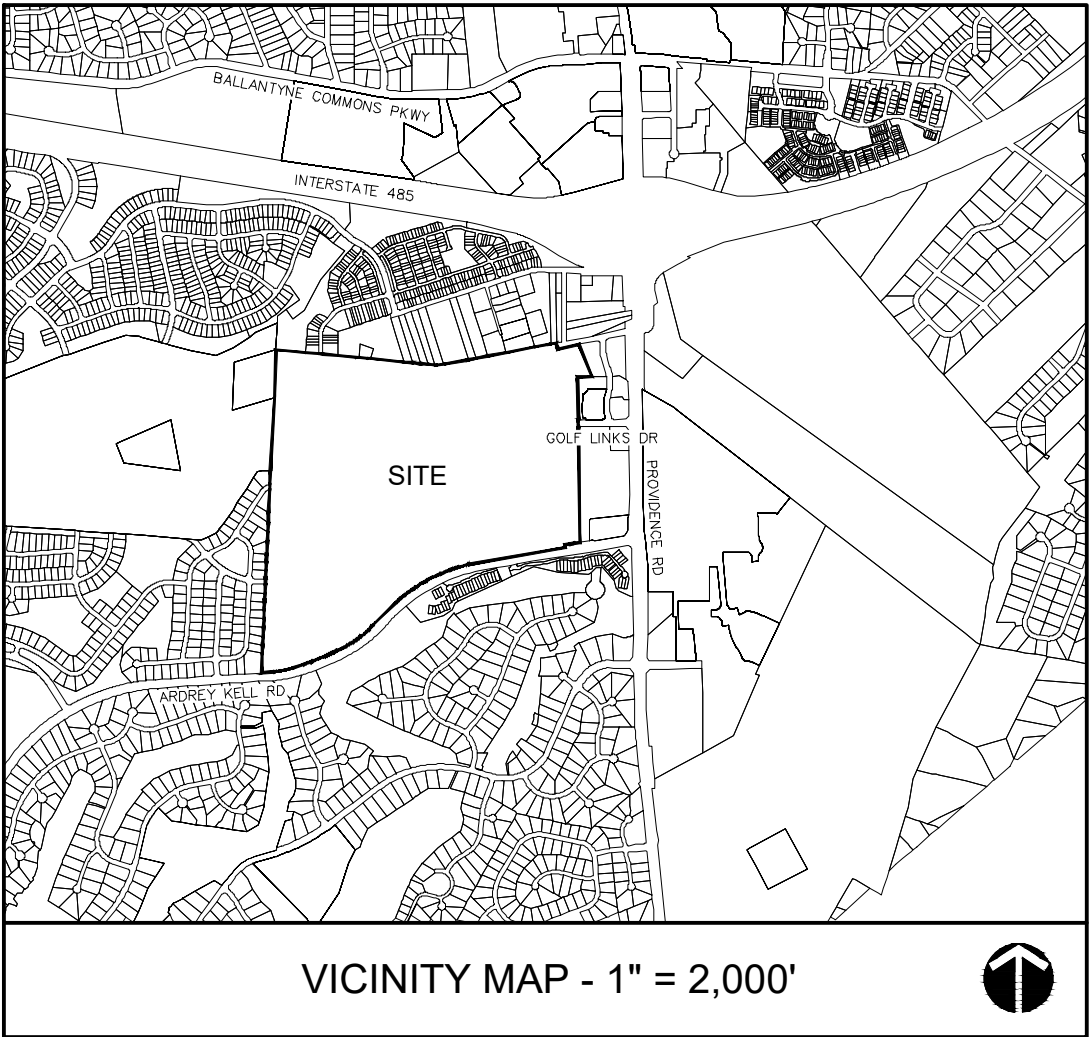 BALLANTYNE COMMONS PKWY
INTERSTATE 485
GOLF LINKS DR
SITE
PROVIDENCE RD
ARDREY KELL RD
VICINITY MAP - 1" = 2,000'